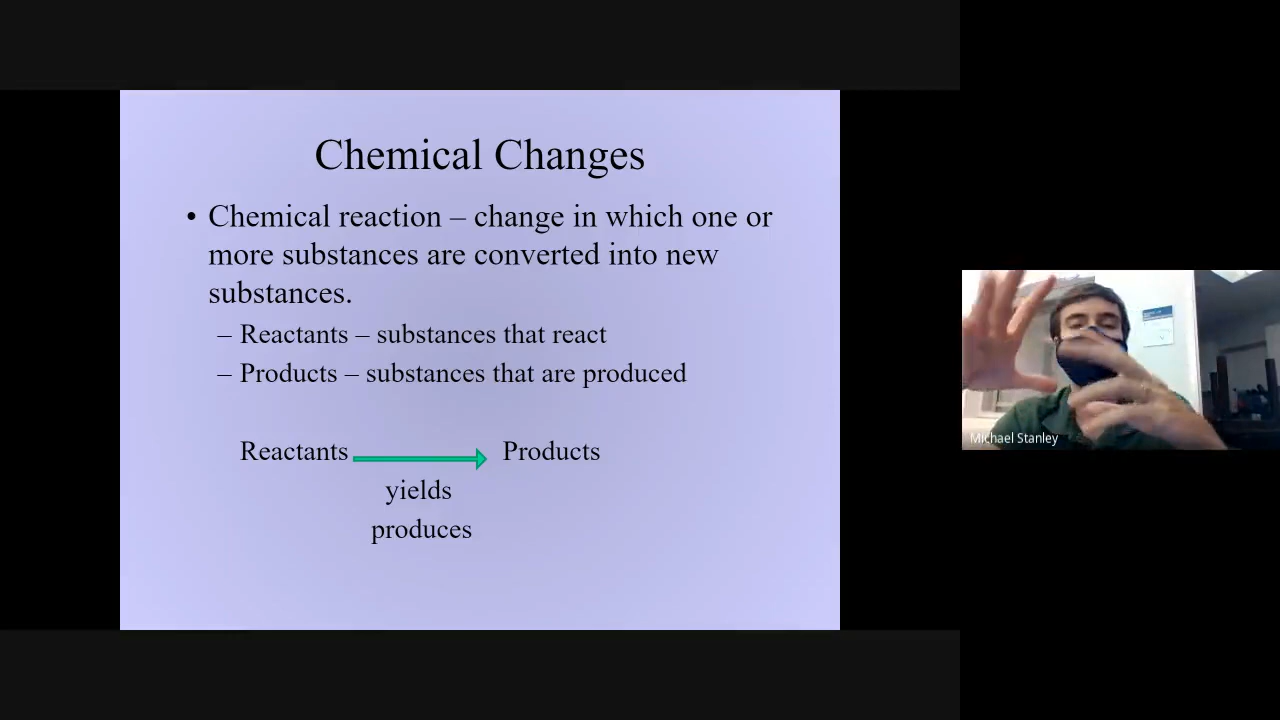 Chemical Changes
• Chemical reaction – change in which one or
more substances are converted into new
substances.
– Reactants – substances that react
– Products – substances that are produced
Reactants Products
yields
produces
Michael Stanley